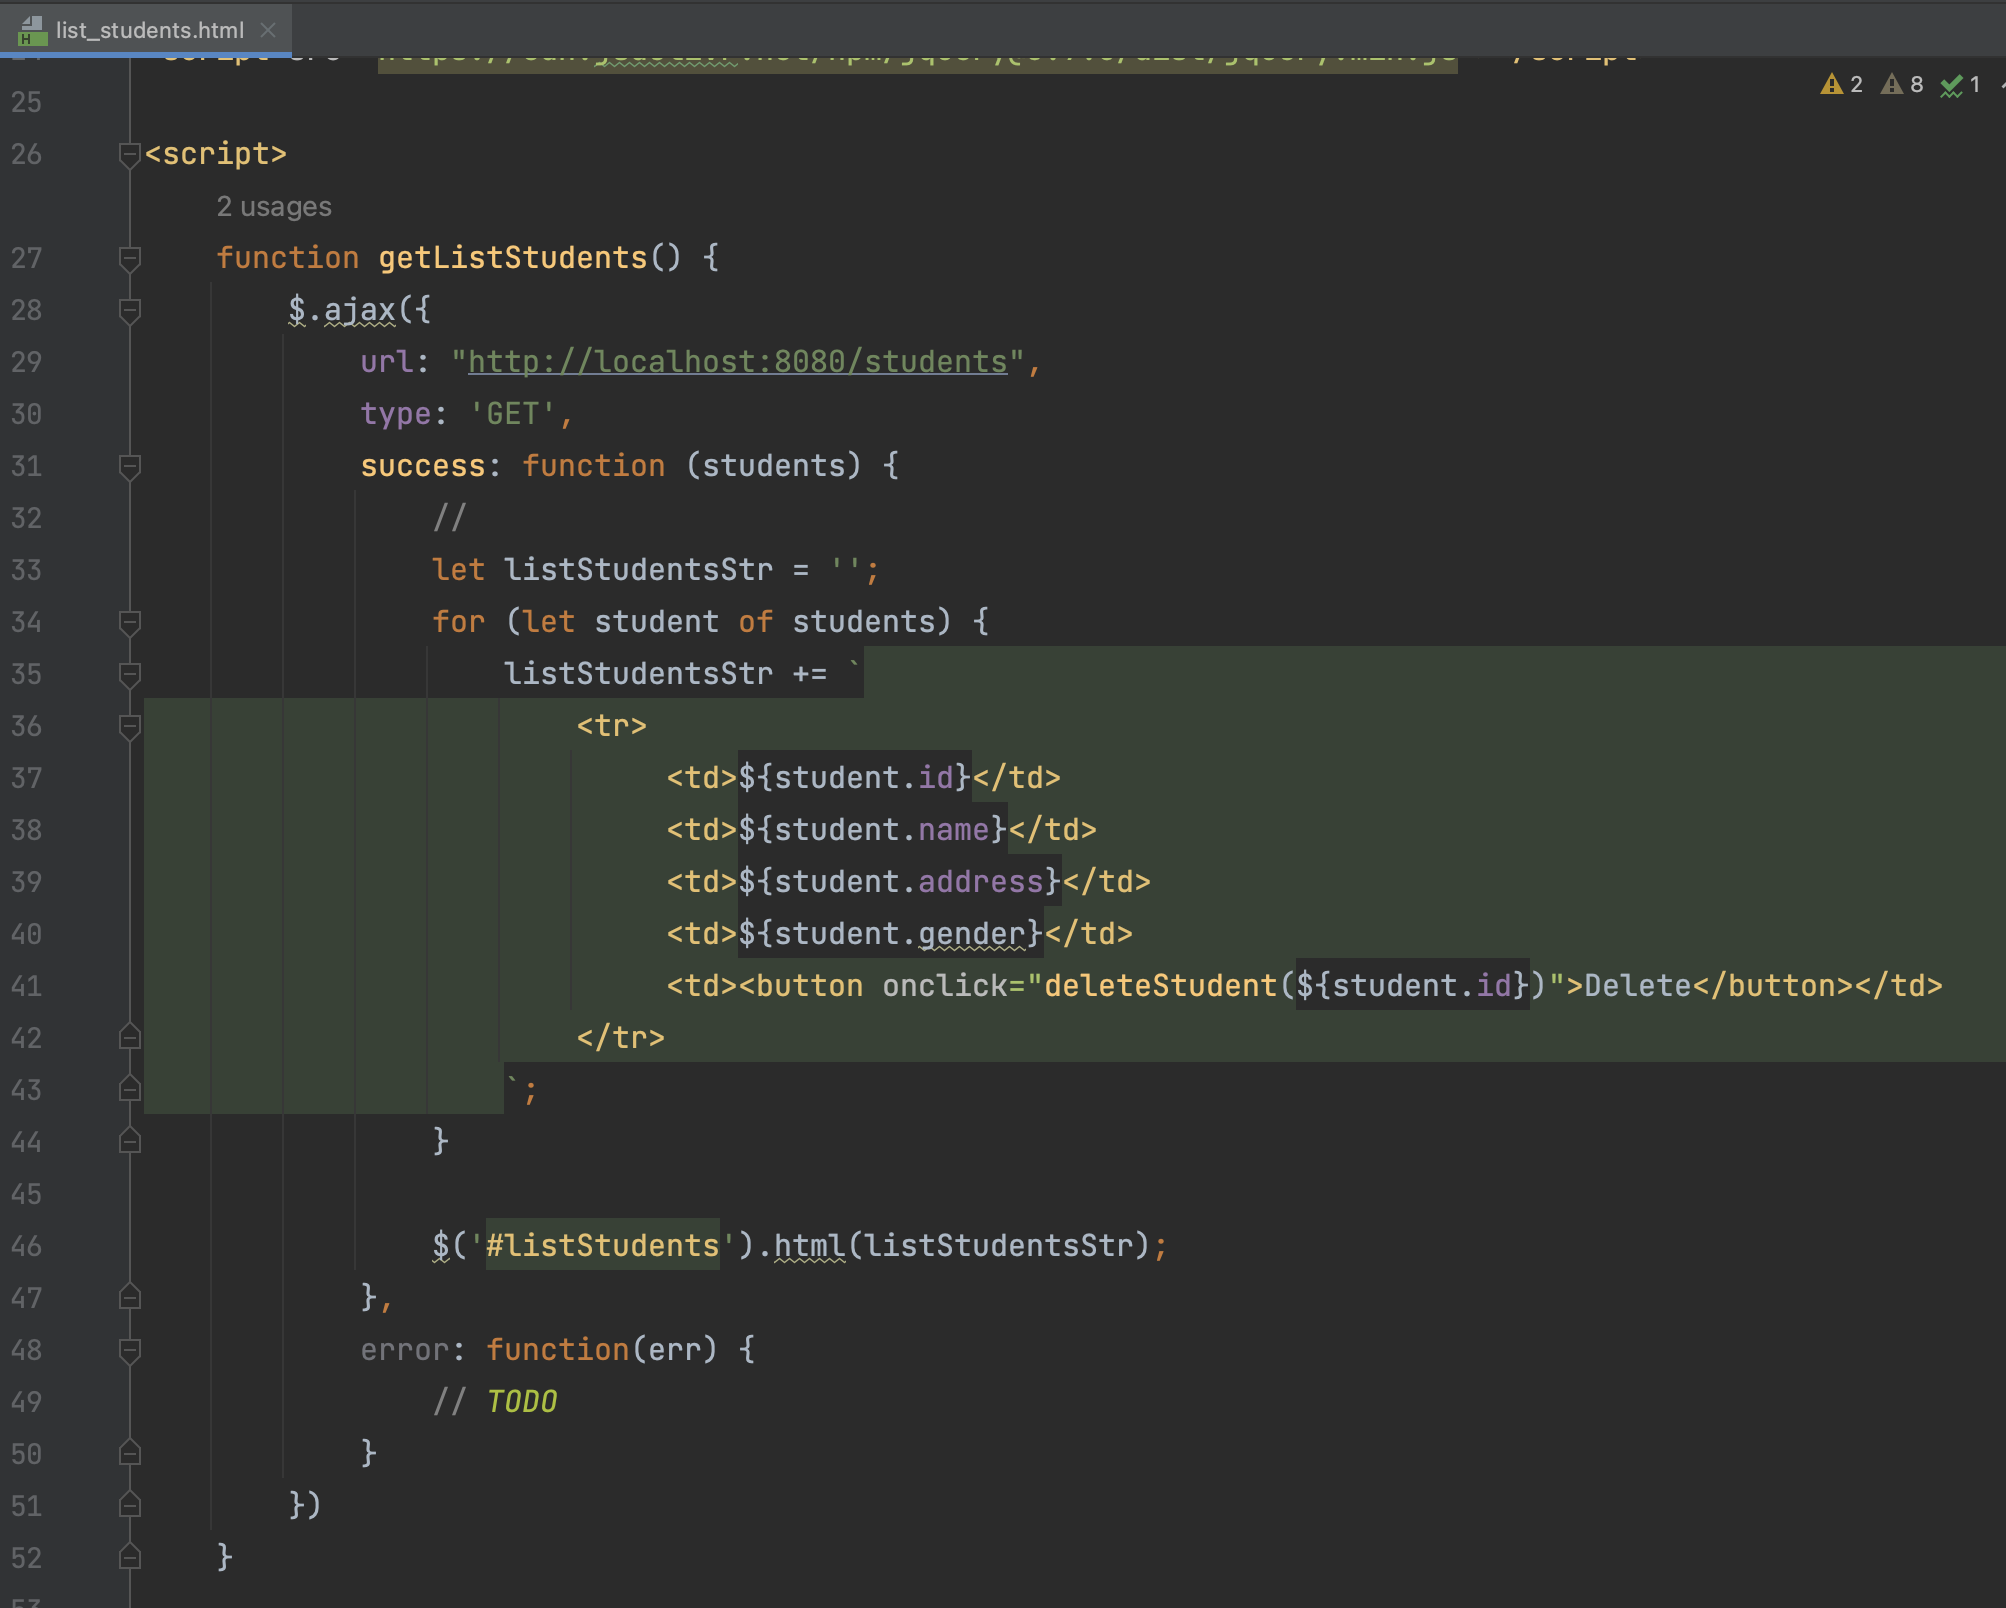 list_students.html
2 8 1
25
26 <script>
2 usages
27 function getListStudents() {
28 $.ajax({
29 url: "http://localhost:8080/students",
30 type: 'GET',
31 success: function (students) {
32 //
33 let listStudentsStr = '';
34 for (let student of students) {
35 listStudentsStr += `
36 <tr>
37 <td>${student.id}</td>
38 <td>${student.name}</td>
39 <td>${student.address}</td>
40 <td>${student.gender}</td>
41 <td><button onclick="deleteStudent(${student.id})">Delete</button></td>
42 </tr>
43 `;
44 }
45
46 $('#listStudents').html(listStudentsStr);
47 },
48 error: function(err) {
49 // TODO
50 }
51 })
52 }